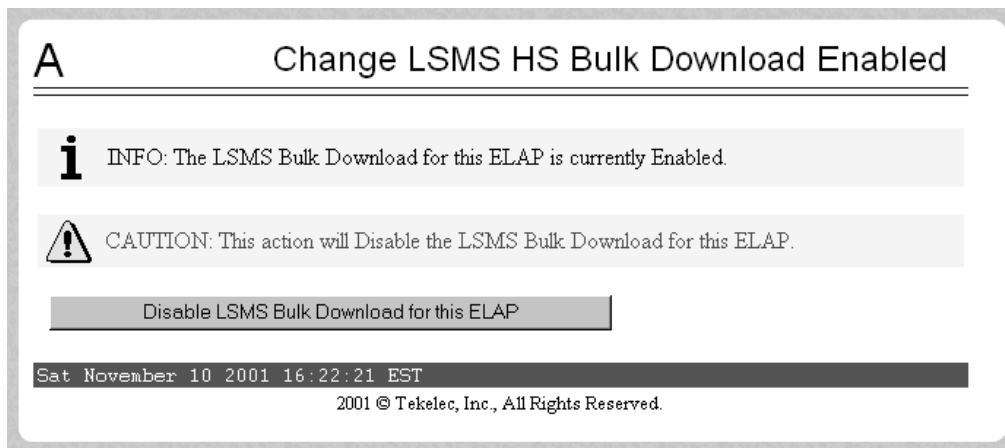 A
Change LSMS HS Bulk Download Enabled
INFO: The LSMS Bulk Download for this ELAP is currently Enabled.
CAUTION: This action will Disable the LSMS Bulk Download for this ELAP.
Disable LSMS Bulk Download for this ELAP
Sat November 10 2001 16:22:21 EST
2001 © Tekelec, Inc., All Rights Reserved.